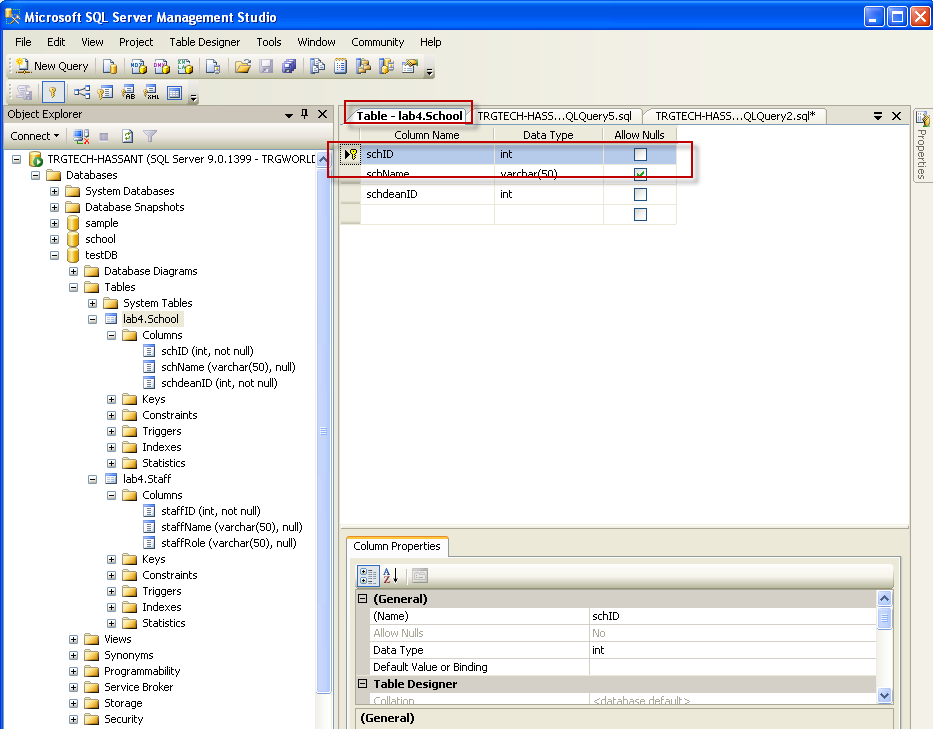 Microsoft SQL Server Management Studio
File Edit View Project Table Designer Tools Window Community Help
New Query
Object Explorer
Connect
TRGTECH-HASSANT (SQL Server 9.0.1399 - TRGWORLD
Databases
System Databases
Database Snapshots
sample
school
testDB
Database Diagrams
Tables
System Tables
lab4.School
Columns
schID (int, not null)
schName (varchar(50), null)
schdeanID (int, not null)
Keys
Constraints
Triggers
Indexes
Statistics
lab4.Staff
Columns
staffID (int, not null)
staffName (varchar(50), null)
staffRole (varchar(50), null)
Keys
Constraints
Triggers
Indexes
Statistics
Views
Synonyms
Programmability
Service Broker
Storage
Security
Table - lab4.School TRGTECH-HASS...QLQuery5.sql TRGTECH-HASS...QLQuery2.sql*
Column Name Data Type Allow Nulls
schID int
schName varchar(50)
schdeanID int
Properties
Column Properties
(General)
(Name) schID
Allow Nulls No
Data Type int
Default Value or Binding
Table Designer
Collation <database default>
(General)